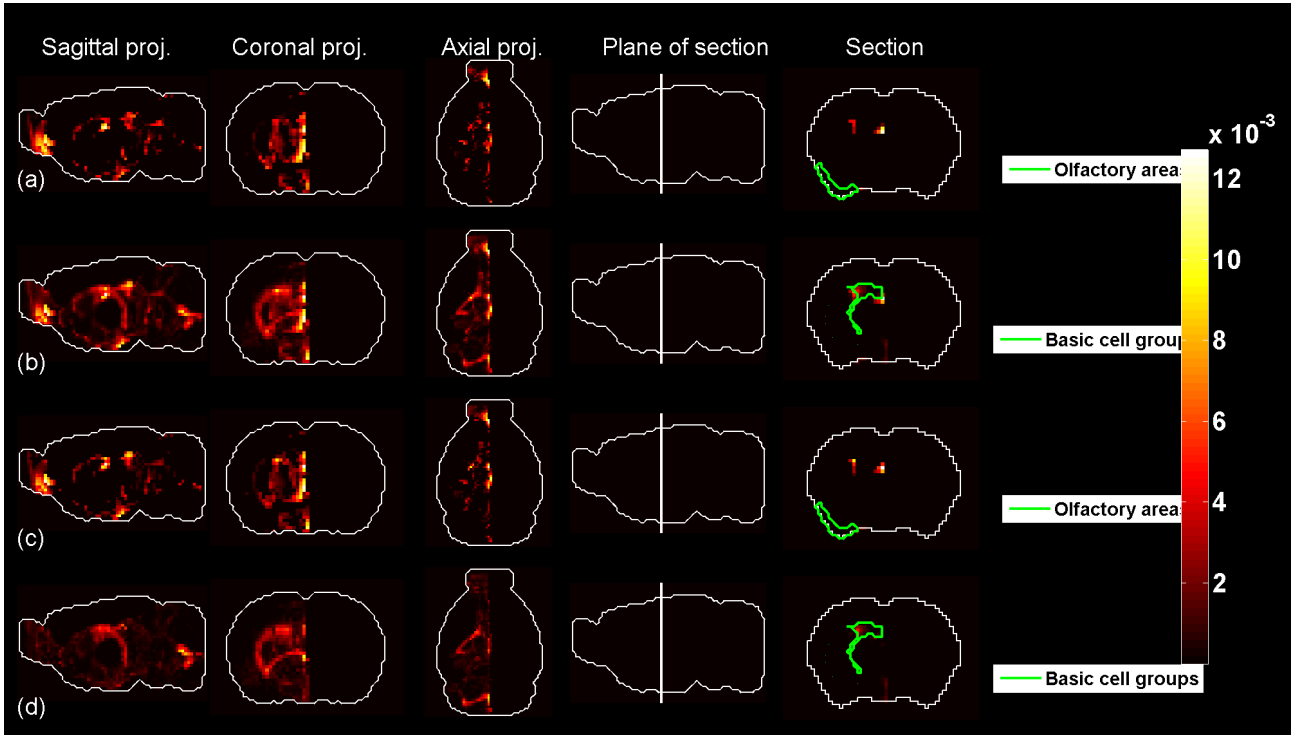 Sagittal proj. Coronal proj. Axial proj. Plane of section Section
x 10-3
(a)
Olfactory areas
12
10
(b)
Basic cell groups
8
6
(c)
Olfactory areas
4
2
(d)
Basic cell groups